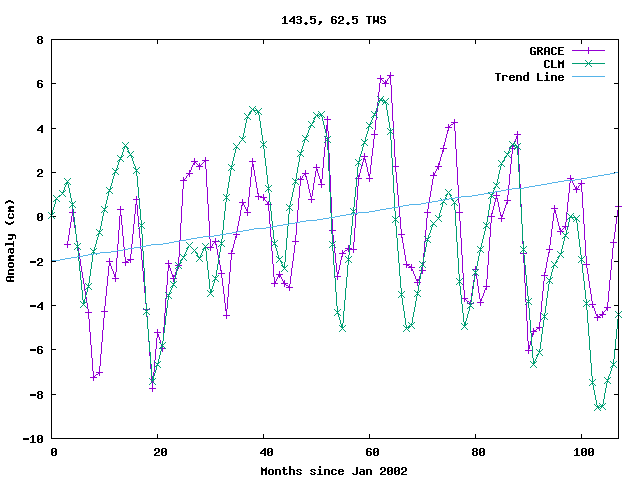 143.5, 62.5 TWS
GRACE
CLM
Trend Line
8
6
4
2
0
-2
-4
-6
-8
-10
Anomaly (cm)
0 20 40 60 80 100
Months since Jan 2002